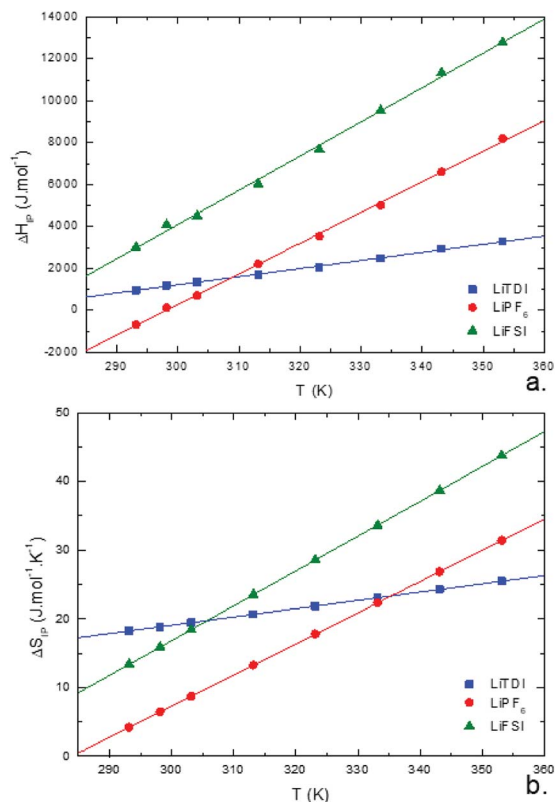 14000
12000
10000
8000
6000
4000
2000
0
-2000
ΔH_IP (J.mol⁻¹)
LiTDI
LiPF₆
LiFSI
290 300 310 320 330 340 350 360
T (K)
a.
50
40
30
20
10
0
ΔS_IP (J.mol⁻¹.K⁻¹)
LiTDI
LiPF₆
LiFSI
290 300 310 320 330 340 350 360
T (K)
b.